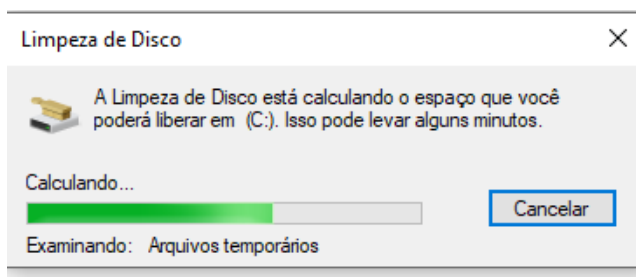 Limpeza de Disco
A Limpeza de Disco está calculando o espaço que você
poderá liberar em (C:). Isso pode levar alguns minutos.
Calculando...
Cancelar
Examinando: Arquivos temporários